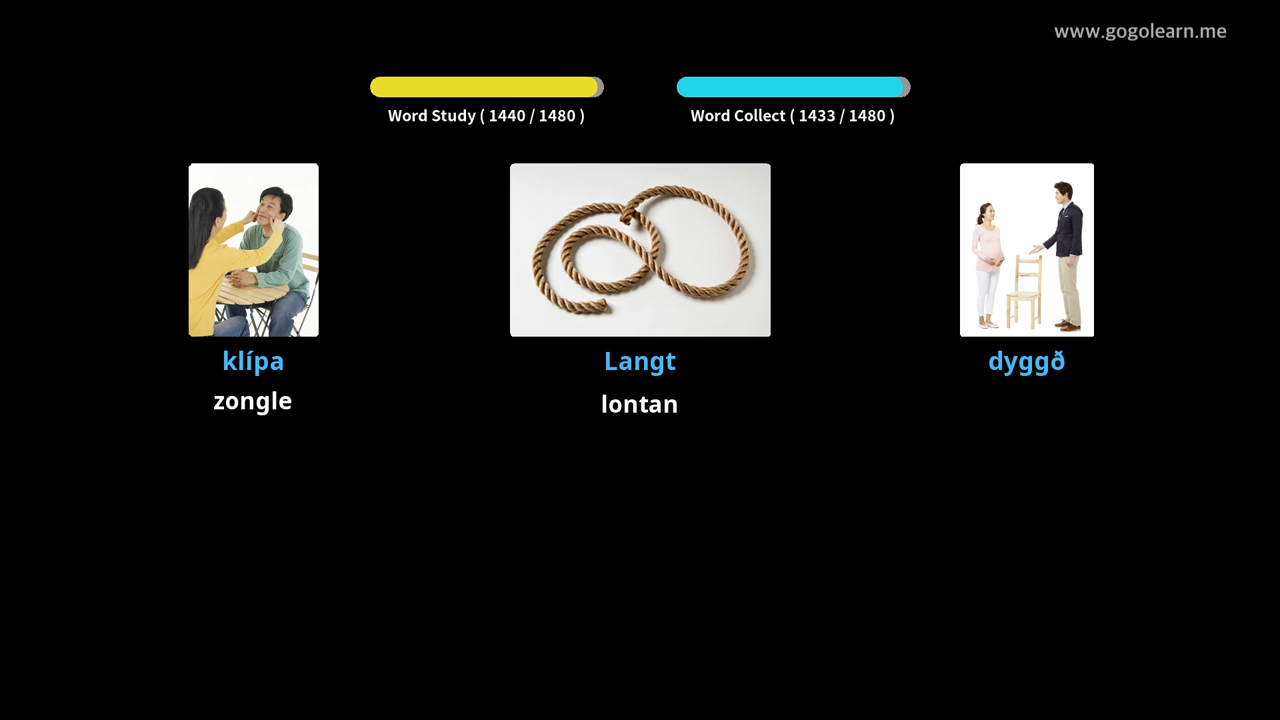 www.gogolearn.me
Word Study ( 1440 / 1480 )
Word Collect ( 1433 / 1480 )
klípa
Langt
dyggð
zongle
lontan